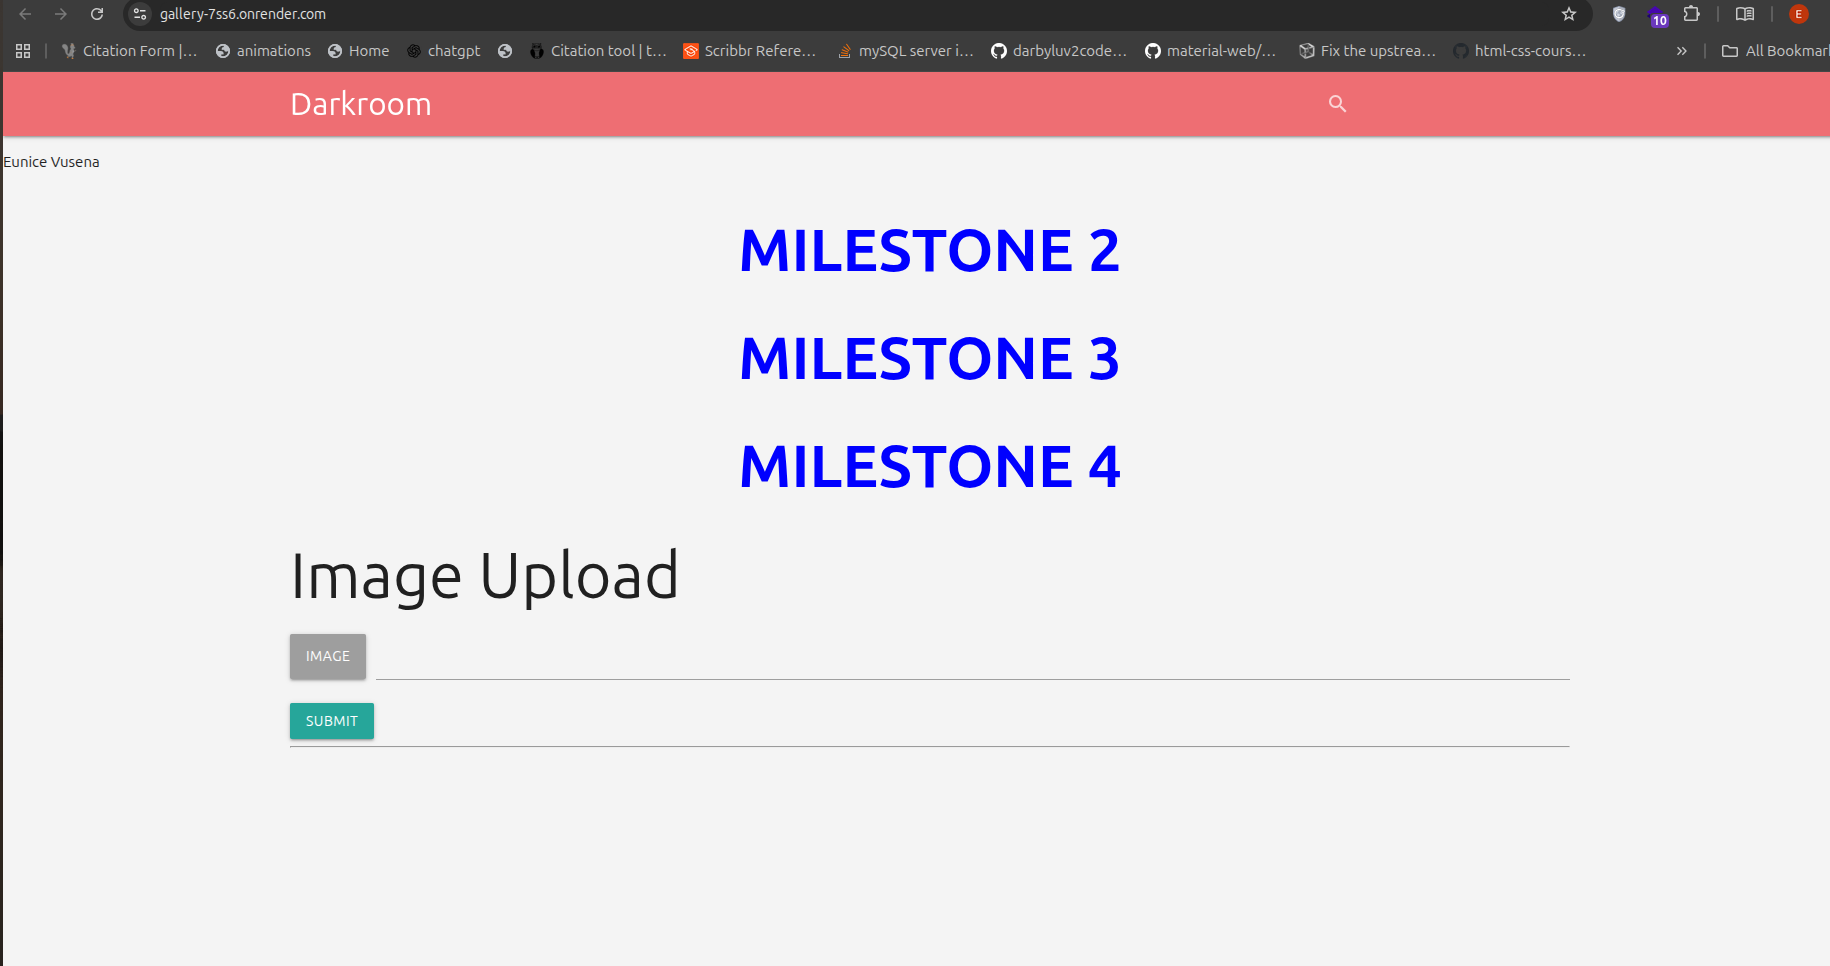 gallery-7ss6.onrender.com
10
E
Citation Form |... animations Home chatgpt Citation tool | t... Scribbr Refere... mySQL server i... darbyluv2code... material-web/... Fix the upstrea... html-css-cours... » All Bookmar
Darkroom
Eunice Vusena
MILESTONE 2
MILESTONE 3
MILESTONE 4
Image Upload
IMAGE
SUBMIT